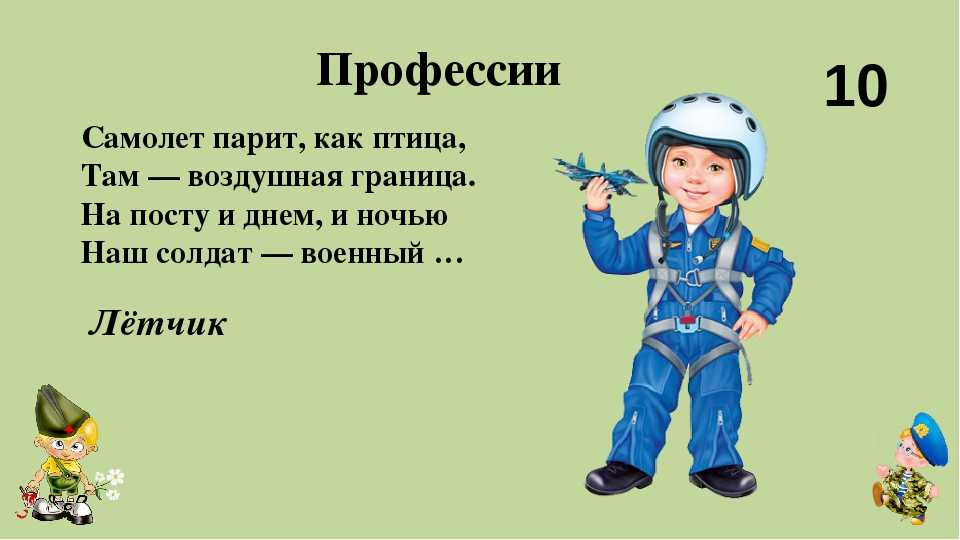 Профессии
10
Самолет парит, как птица,
Там — воздушная граница.
На посту и днем, и ночью
Наш солдат — военный …
Лётчик